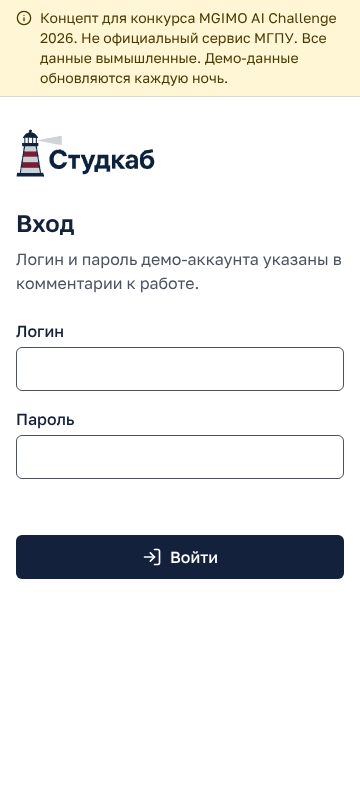 Концепт для конкурса MGIMO AI Challenge
2026. Не официальный сервис МГПУ. Все
данные вымышленные. Демо-данные
обновляются каждую ночь.
Студкаб
Вход
Логин и пароль демо-аккаунта указаны в
комментарии к работе.
Логин
Пароль
Войти